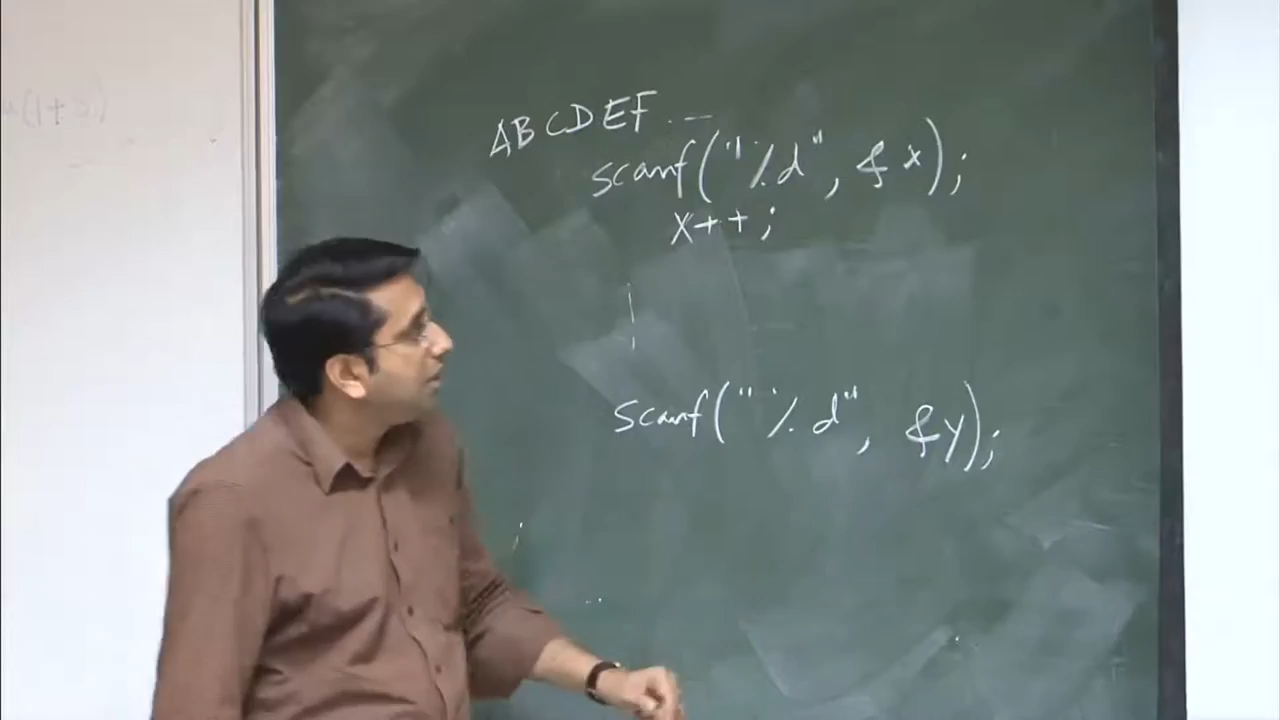 ABCDEF...
scanf("%d", &x);
x++;
scanf("%d", &y);